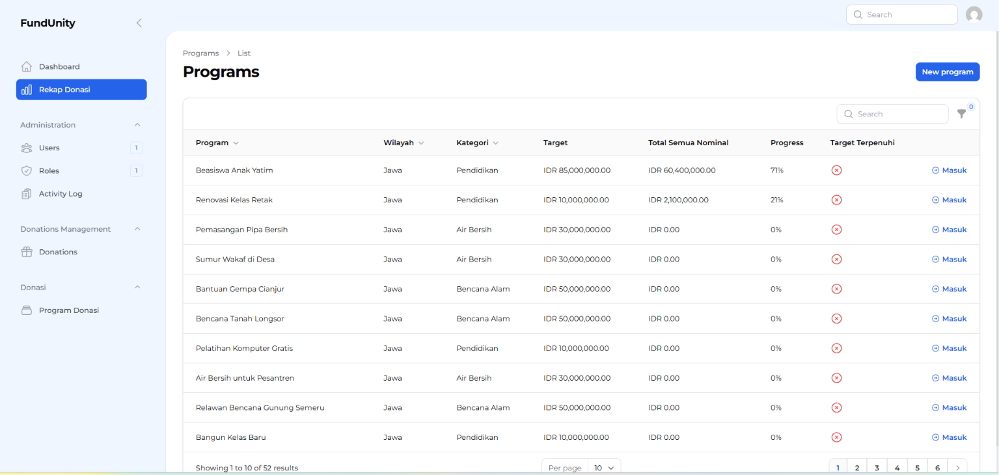 FundUnity
Search
Dashboard
Rekap Donasi
Administration
Users 1
Roles 1
Activity Log
Donations Management
Donations
Donasi
Program Donasi
Programs List
Programs
New program
Search 0
Program Wilayah Kategori Target Total Semua Nominal Progress Target Terpenuhi
Beasiswa Anak Yatim Jawa Pendidikan IDR 85,000,000.00 IDR 60,400,000.00 71% Masuk
Renovasi Kelas Retak Jawa Pendidikan IDR 10,000,000.00 IDR 2,100,000.00 21% Masuk
Pemasangan Pipa Bersih Jawa Air Bersih IDR 30,000,000.00 IDR 0.00 0% Masuk
Sumur Wakaf di Desa Jawa Air Bersih IDR 30,000,000.00 IDR 0.00 0% Masuk
Bantuan Gempa Cianjur Jawa Bencana Alam IDR 50,000,000.00 IDR 0.00 0% Masuk
Bencana Tanah Longsor Jawa Bencana Alam IDR 50,000,000.00 IDR 0.00 0% Masuk
Pelatihan Komputer Gratis Jawa Pendidikan IDR 10,000,000.00 IDR 0.00 0% Masuk
Air Bersih untuk Pesantren Jawa Air Bersih IDR 30,000,000.00 IDR 0.00 0% Masuk
Relawan Bencana Gunung Semeru Jawa Bencana Alam IDR 50,000,000.00 IDR 0.00 0% Masuk
Bangun Kelas Baru Jawa Pendidikan IDR 10,000,000.00 IDR 0.00 0% Masuk
Showing 1 to 10 of 52 results Per page 10 1 2 3 4 5 6